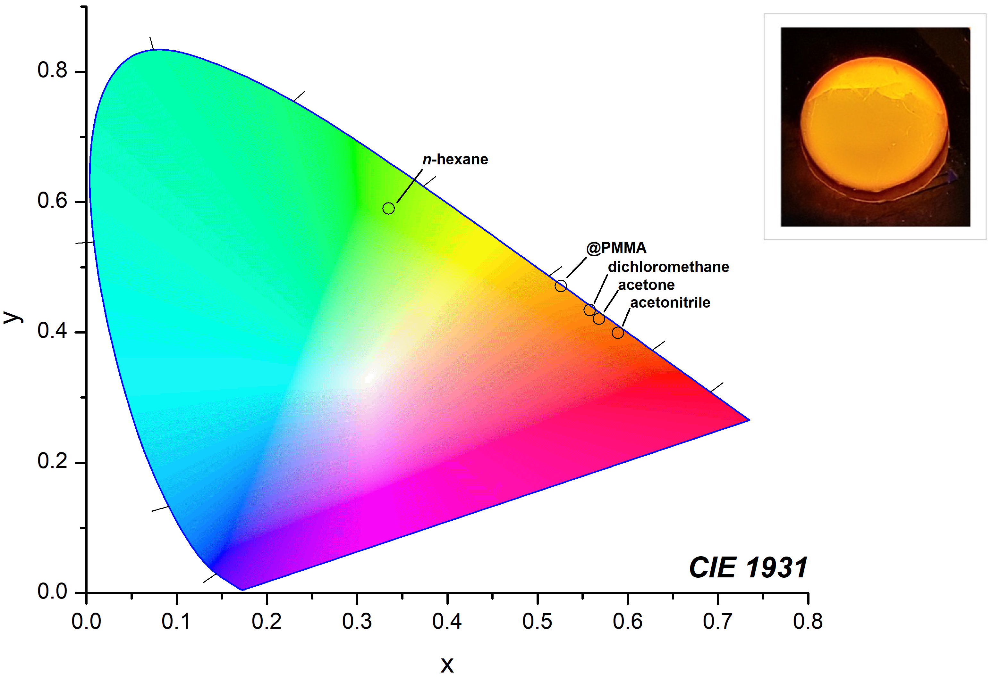 n-hexane
@PMMA
dichloromethane
acetone
acetonitrile
CIE 1931
y
0.8
0.6
0.4
0.2
0.0
0.0 0.1 0.2 0.3 0.4 0.5 0.6 0.7 0.8
x